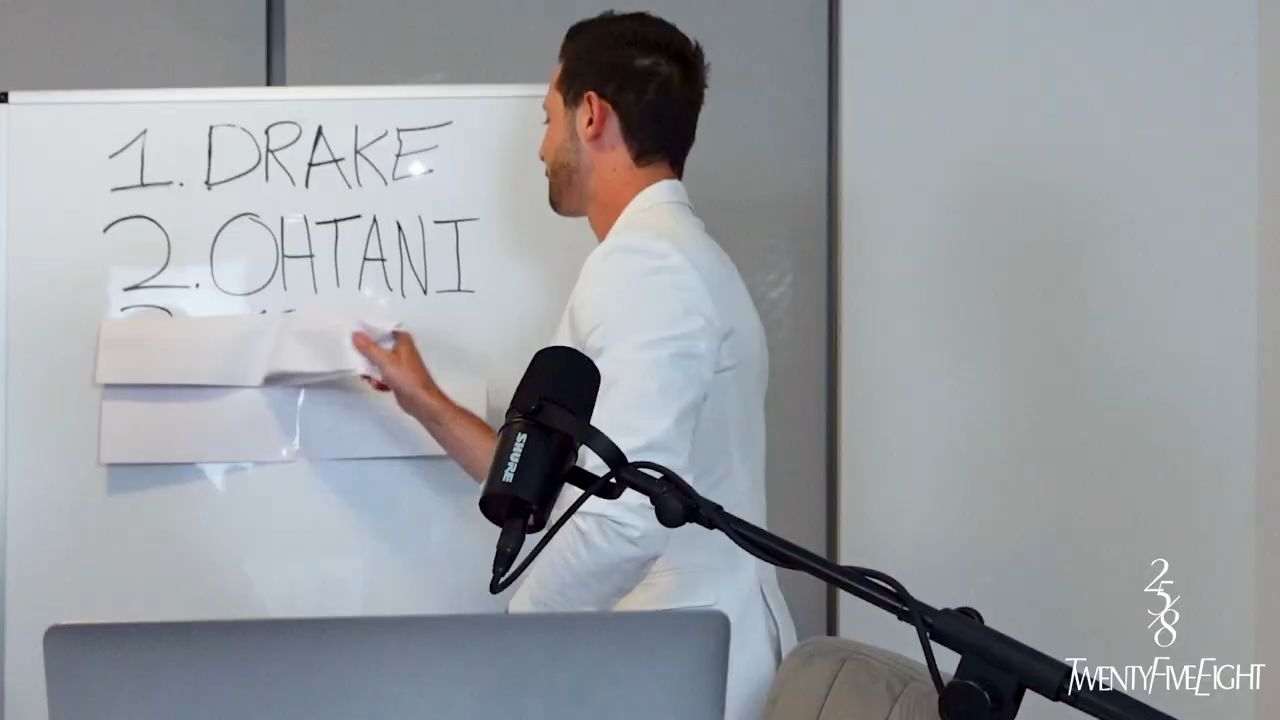 1. DRAKE
2. OHTANI
SHURE
25/8
TWENTYFIVEEIGHT